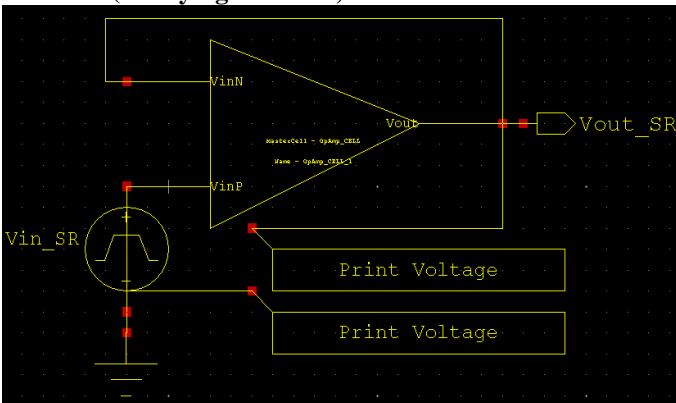 VinN
Vout
Vout_SR
MasterCell - OpAmp_CELL
Name - OpAmp_CELL_1
VinP
Vin_SR
Print Voltage
Print Voltage